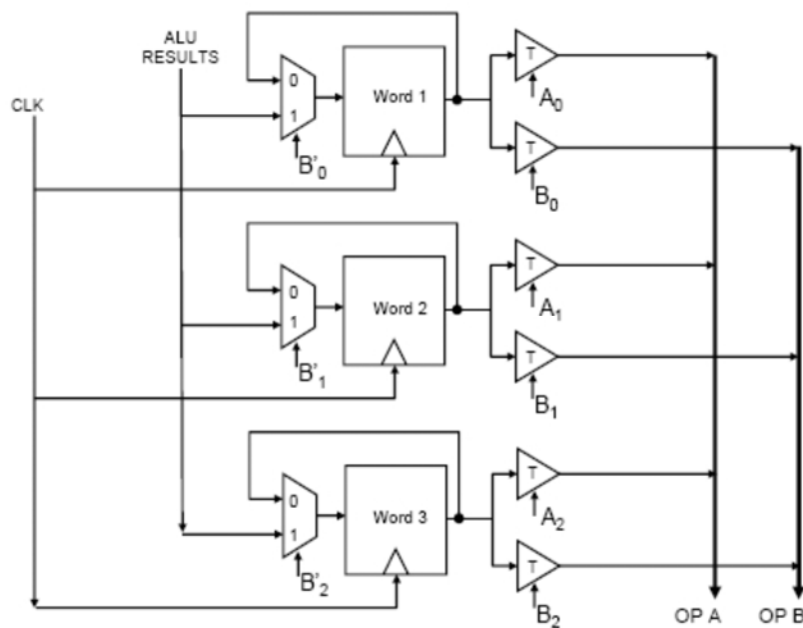 ALU
RESULTS
CLK
0
1
Word 1
B'₀
T
A₀
T
B₀
0
1
Word 2
B'₁
T
A₁
T
B₁
0
1
Word 3
B'₂
T
A₂
T
B₂
OP A
OP B